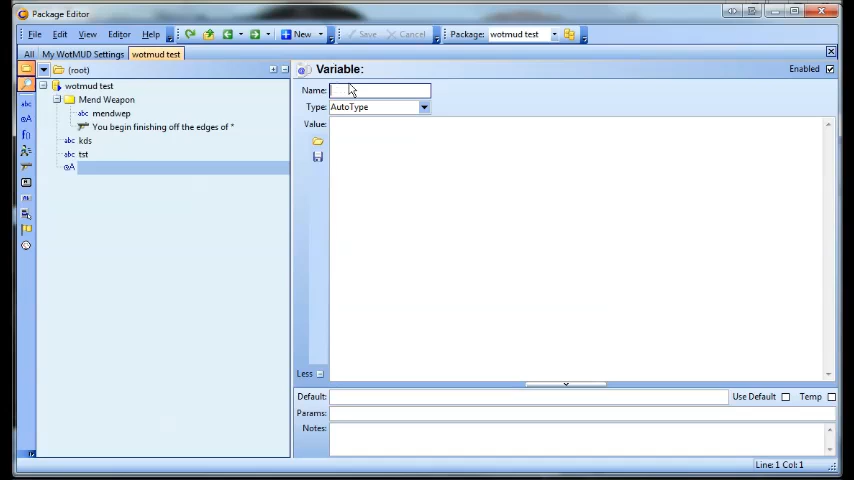 Package Editor
File Edit View Editor Help New Save Cancel Package: wotmud test
All My WotMUD Settings wotmud test
(root)
Variable:
Enabled
wotmud test
Name:
Mend Weapon
Type: AutoType
mendwep
Value:
You begin finishing off the edges of *
kds
tst
Less
Default:
Use Default Temp
Params:
Notes:
Line: 1 Col: 1